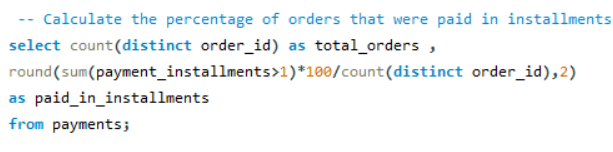 -- Calculate the percentage of orders that were paid in installments
select count(distinct order_id) as total_orders ,
round(sum(payment_installments>1)*100/count(distinct order_id),2)
as paid_in_installments
from payments;